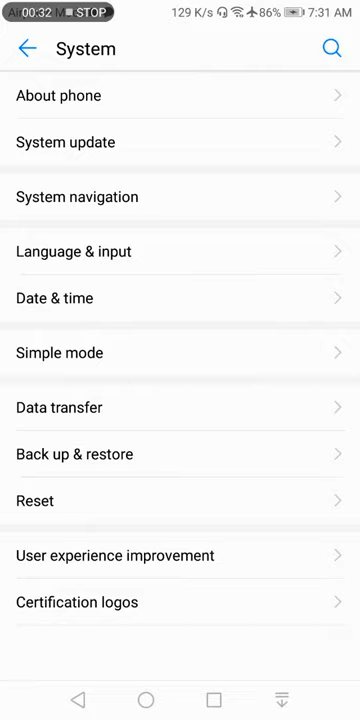 00:32 STOP
129 K/s 86% 7:31 AM
System
About phone
System update
System navigation
Language & input
Date & time
Simple mode
Data transfer
Back up & restore
Reset
User experience improvement
Certification logos